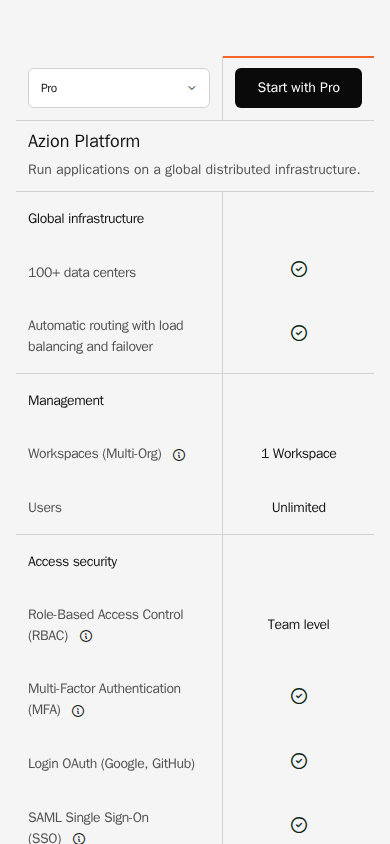 Pro
Start with Pro
Azion Platform
Run applications on a global distributed infrastructure.
Global infrastructure
100+ data centers
Automatic routing with load
balancing and failover
Management
Workspaces (Multi-Org)
1 Workspace
Users
Unlimited
Access security
Role-Based Access Control
(RBAC)
Team level
Multi-Factor Authentication
(MFA)
Login OAuth (Google, GitHub)
SAML Single Sign-On
(SSO)